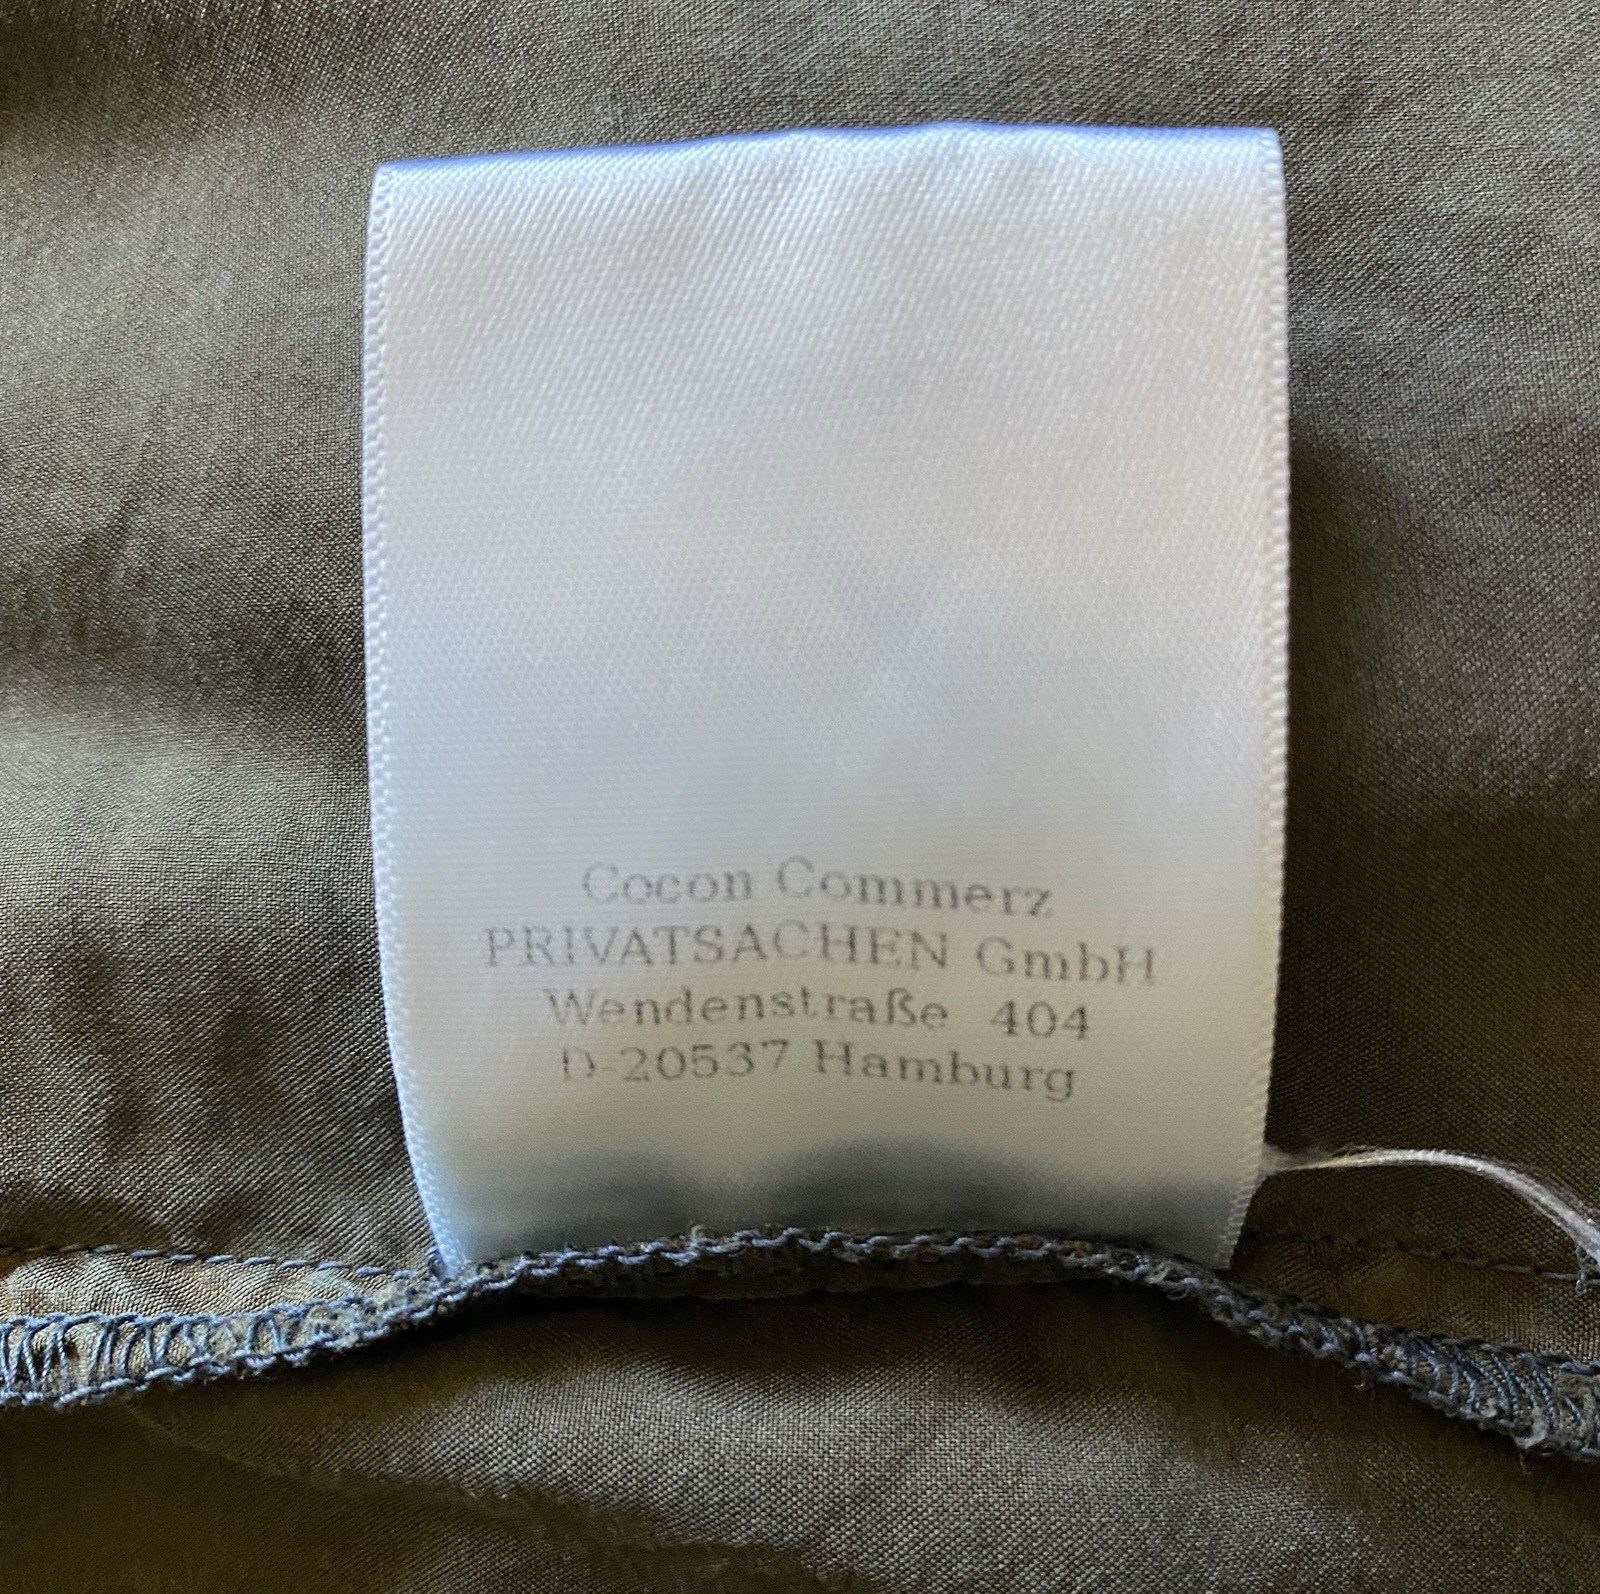 Cocon Commerz
PRIVATSACHEN GmbH
Wendenstraße 404
D-20537 Hamburg